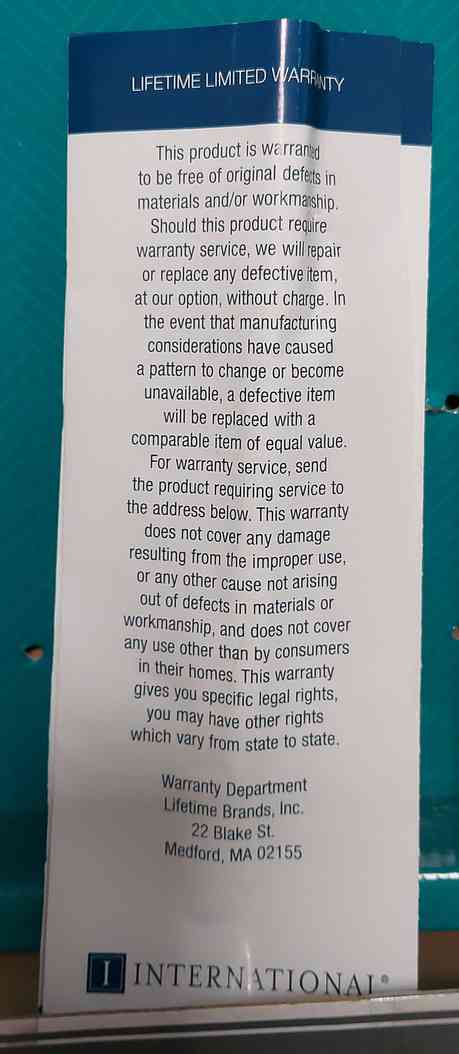 LIFETIME LIMITED WARRANTY
This product is warranted
to be free of original defects in
materials and/or workmanship.
Should this product require
warranty service, we will repair
or replace any defective item,
at our option, without charge. In
the event that manufacturing
considerations have caused
a pattern to change or become
unavailable, a defective item
will be replaced with a
comparable item of equal value.
For warranty service, send
the product requiring service to
the address below. This warranty
does not cover any damage
resulting from the improper use,
or any other cause not arising
out of defects in materials or
workmanship, and does not cover
any use other than by consumers
in their homes. This warranty
gives you specific legal rights,
you may have other rights
which vary from state to state.
Warranty Department
Lifetime Brands, Inc.
22 Blake St.
Medford, MA 02155
I INTERNATIONAL®